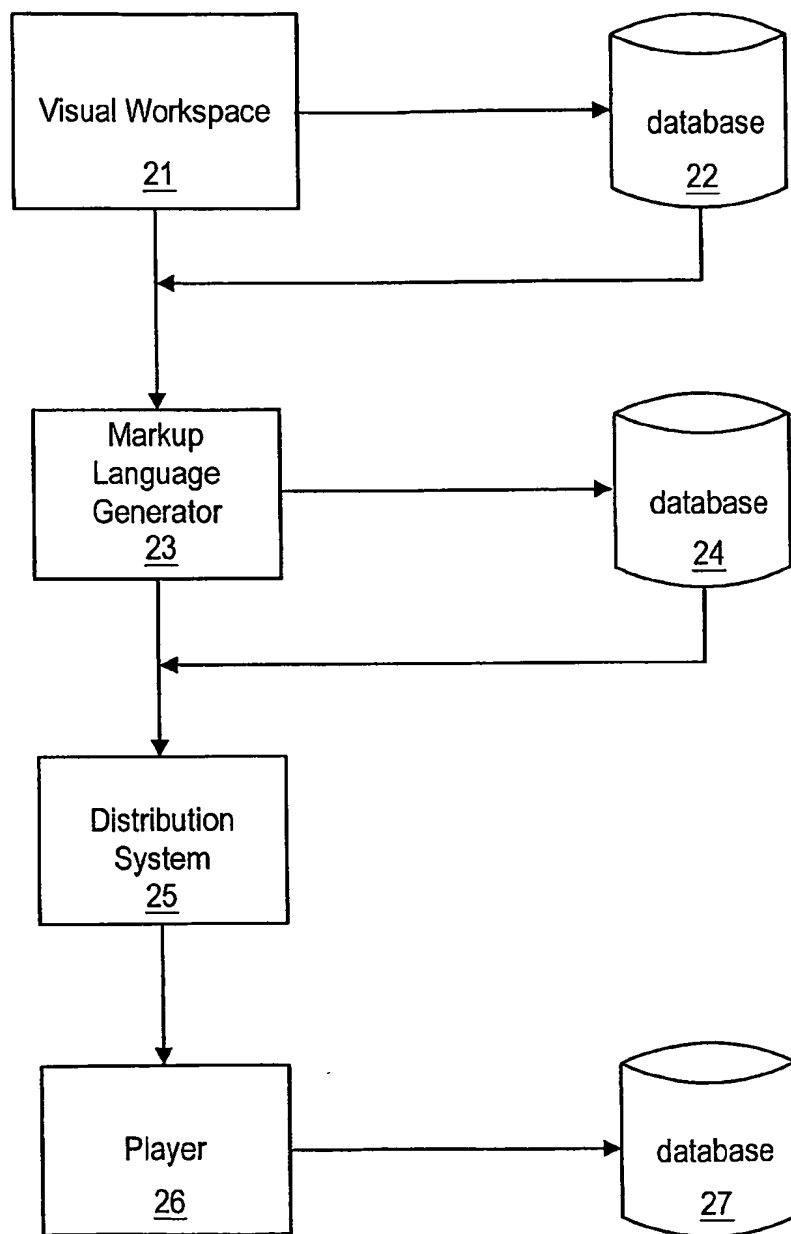 Visual Workspace
21
database
22
Markup
Language
Generator
23
database
24
Distribution
System
25
Player
26
database
27